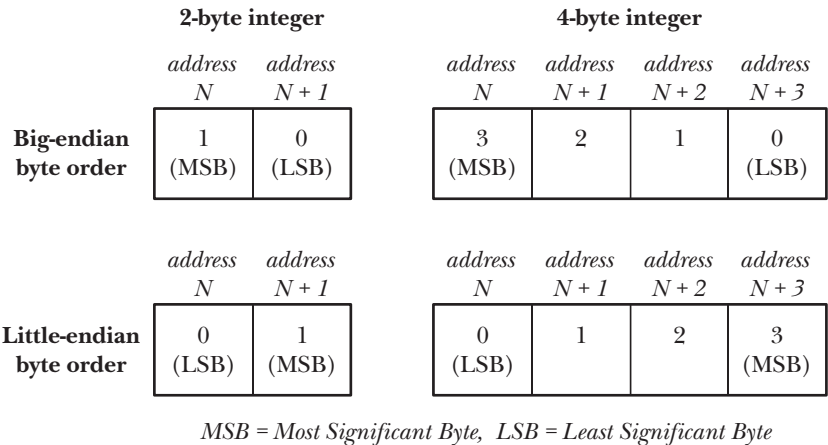 2-byte integer 4-byte integer
address address address address address address
N N + 1 N N + 1 N + 2 N + 3
Big-endian byte order
1 0 3 2 1 0
(MSB) (LSB) (MSB) (LSB)
address address address address address address
N N + 1 N N + 1 N + 2 N + 3
Little-endian byte order
0 1 0 1 2 3
(LSB) (MSB) (LSB) (MSB)
MSB = Most Significant Byte, LSB = Least Significant Byte